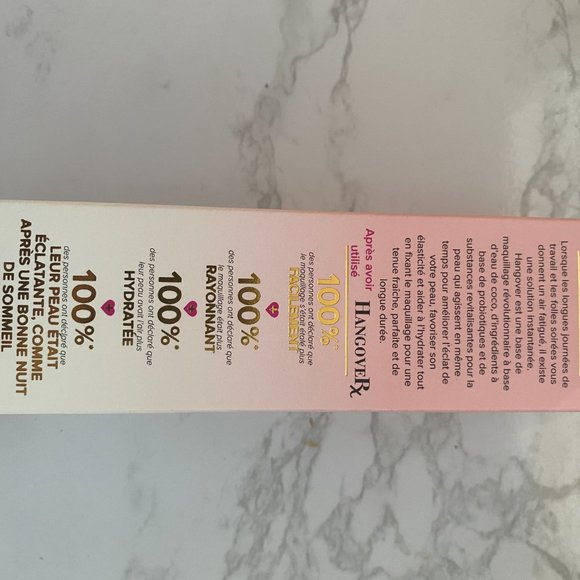 Lorsque les longues journées de
travail et les folles soirées vous
donnent un air fatigué, il existe
une solution instantanée.
Hangover est une base de
maquillage révolutionnaire à base
d'eau de coco, d'ingrédients à
base de probiotiques et de
substances revitalisantes pour la
peau qui agissent en même
temps pour améliorer l'éclat de
votre peau, favoriser son
élasticité et aider à l'hydrater tout
en fixant le maquillage pour une
tenue fraîche, parfaite et de
longue durée.
Après avoir
utilisé HANGOVERX
100%*
des personnes ont déclaré que
le maquillage s'était étalé plus
FACILEMENT
100%*
des personnes ont déclaré que
le maquillage était plus
RAYONNANT
100%*
des personnes ont déclaré que
leur peau avait l'air plus
HYDRATÉE
100%*
des personnes ont déclaré que
LEUR PEAU ÉTAIT
ÉCLATANTE, COMME
APRÈS UNE BONNE NUIT
DE SOMMEIL